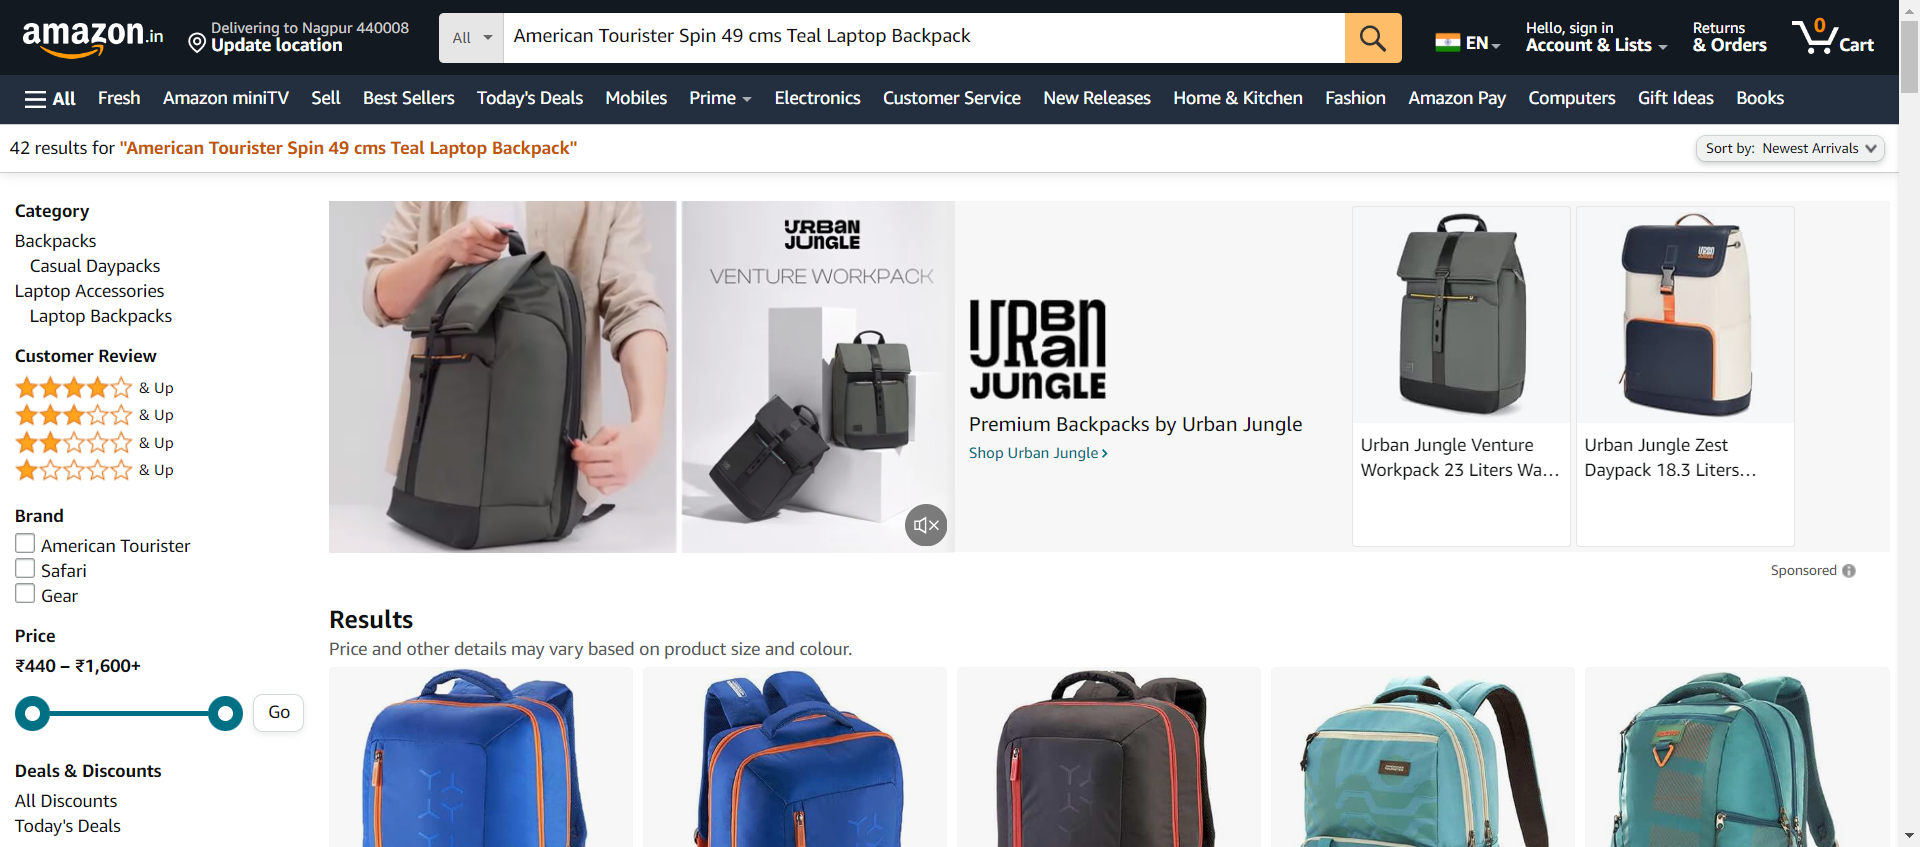 amazon.in
Delivering to Nagpur 440008
Update location
All
American Tourister Spin 49 cms Teal Laptop Backpack
EN
Hello, sign in
Account & Lists
Returns
& Orders
0
Cart
All
Fresh
Amazon miniTV
Sell
Best Sellers
Today's Deals
Mobiles
Prime
Electronics
Customer Service
New Releases
Home & Kitchen
Fashion
Amazon Pay
Computers
Gift Ideas
Books
42 results for "American Tourister Spin 49 cms Teal Laptop Backpack"
Sort by: Newest Arrivals
Category
Backpacks
Casual Daypacks
Laptop Accessories
Laptop Backpacks
Customer Review
& Up
& Up
& Up
& Up
Brand
American Tourister
Safari
Gear
Price
₹440 – ₹1,600+
Go
Deals & Discounts
All Discounts
Today's Deals
URBAN
JUNGLE
VENTURE WORKPACK
URBAN
JUNGLE
Premium Backpacks by Urban Jungle
Shop Urban Jungle
Urban Jungle Venture
Workpack 23 Liters Wa...
URBAN
JUNGLE
Urban Jungle Zest
Daypack 18.3 Liters...
Sponsored
Results
Price and other details may vary based on product size and colour.